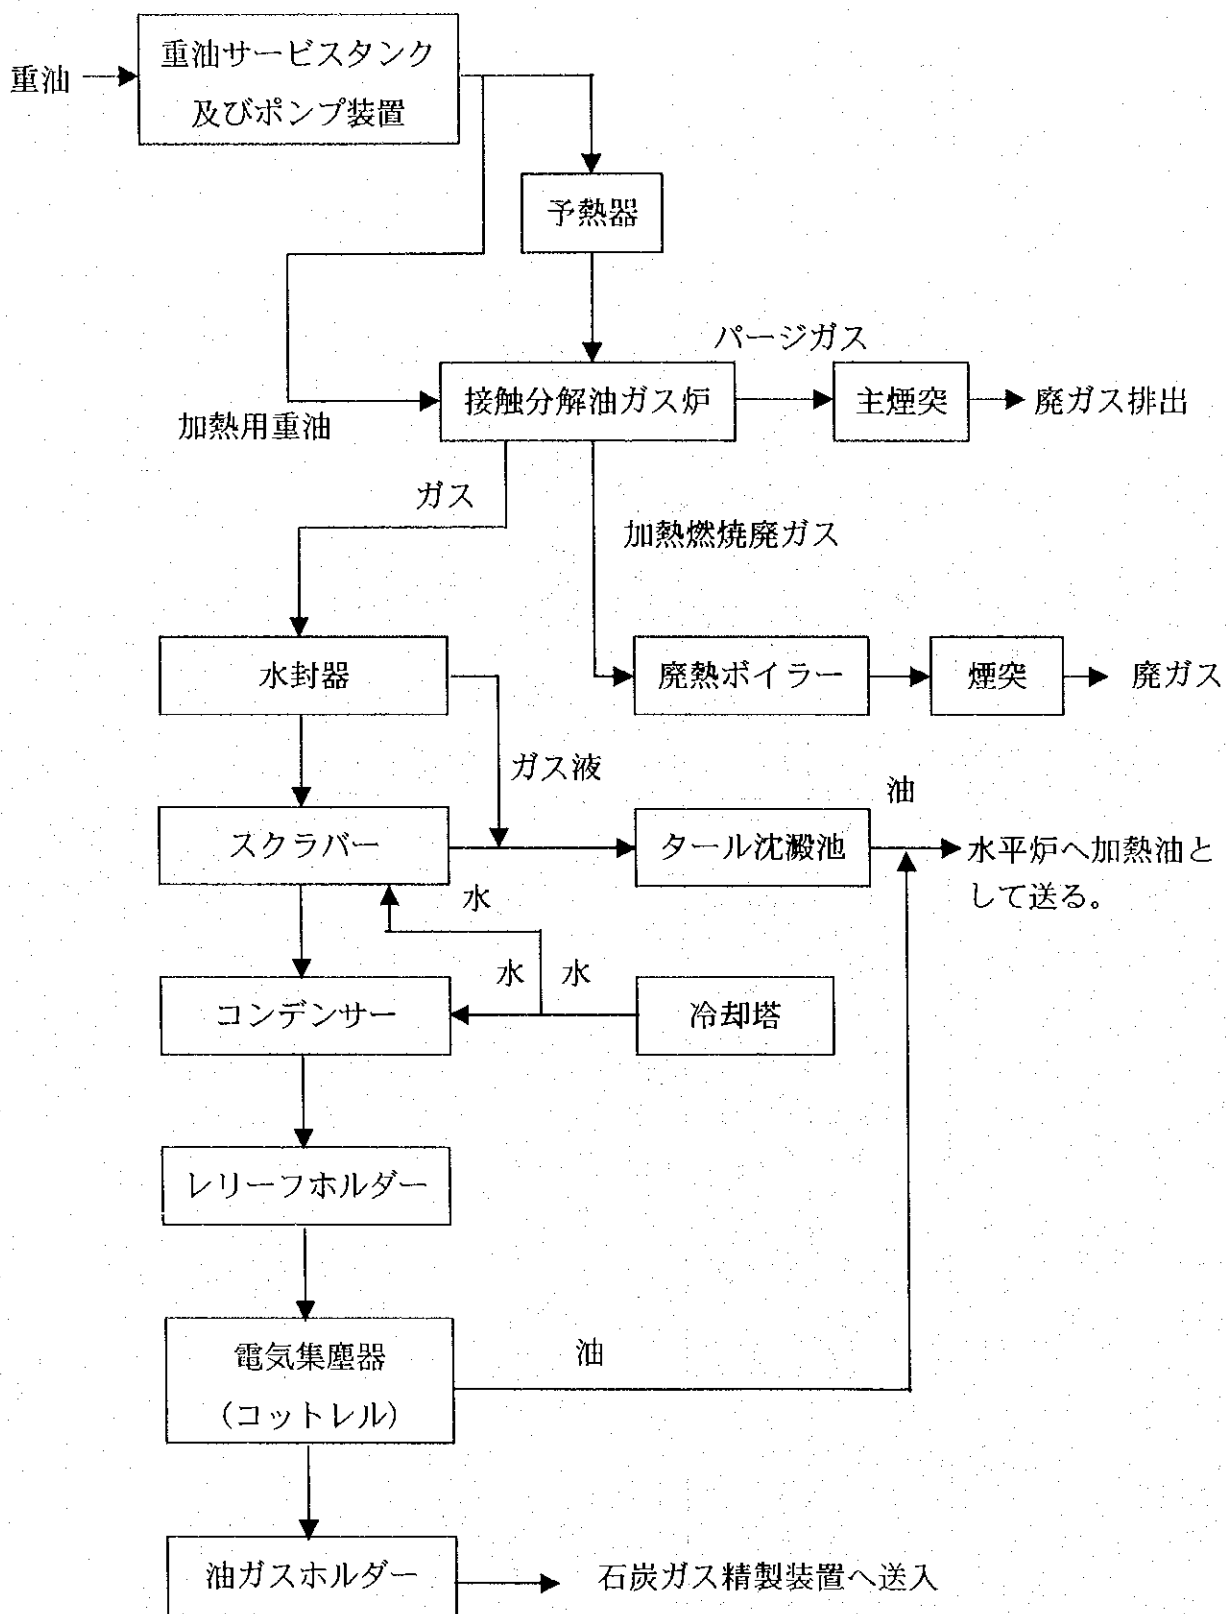 重油
重油サービスタンク
及びポンプ装置
予熱器
パージガス
加熱用重油
接触分解油ガス炉
主煙突
廃ガス排出
ガス
加熱燃焼廃ガス
水封器
廃熱ボイラー
煙突
廃ガス
ガス液
油
スクラバー
タール沈澱池
水平炉へ加熱油と
して送る。
水
水
水
コンデンサー
冷却塔
レリーフホルダー
電気集塵器
（コットレル）
油
油ガスホルダー
石炭ガス精製装置へ送入